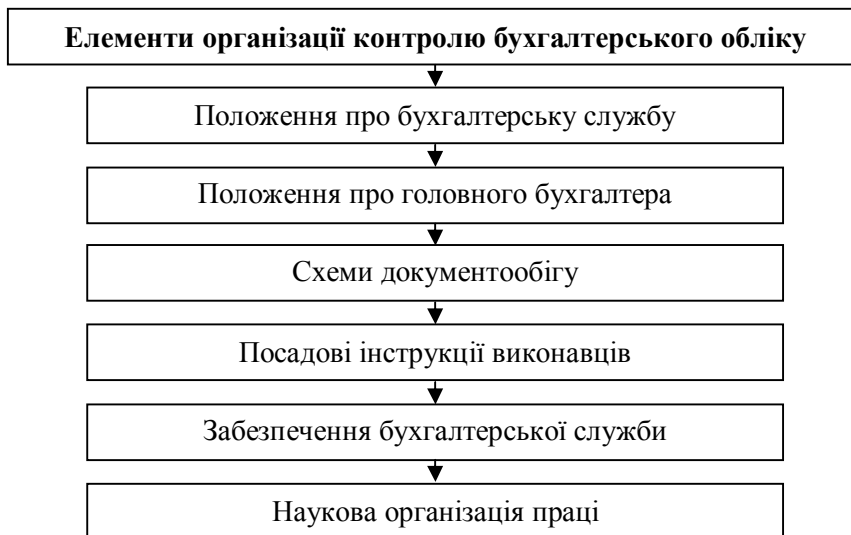 Елементи організації контролю бухгалтерського обліку
Положення про бухгалтерську службу
Положення про головного бухгалтера
Схеми документообігу
Посадові інструкції виконавців
Забезпечення бухгалтерської служби
Наукова організація праці